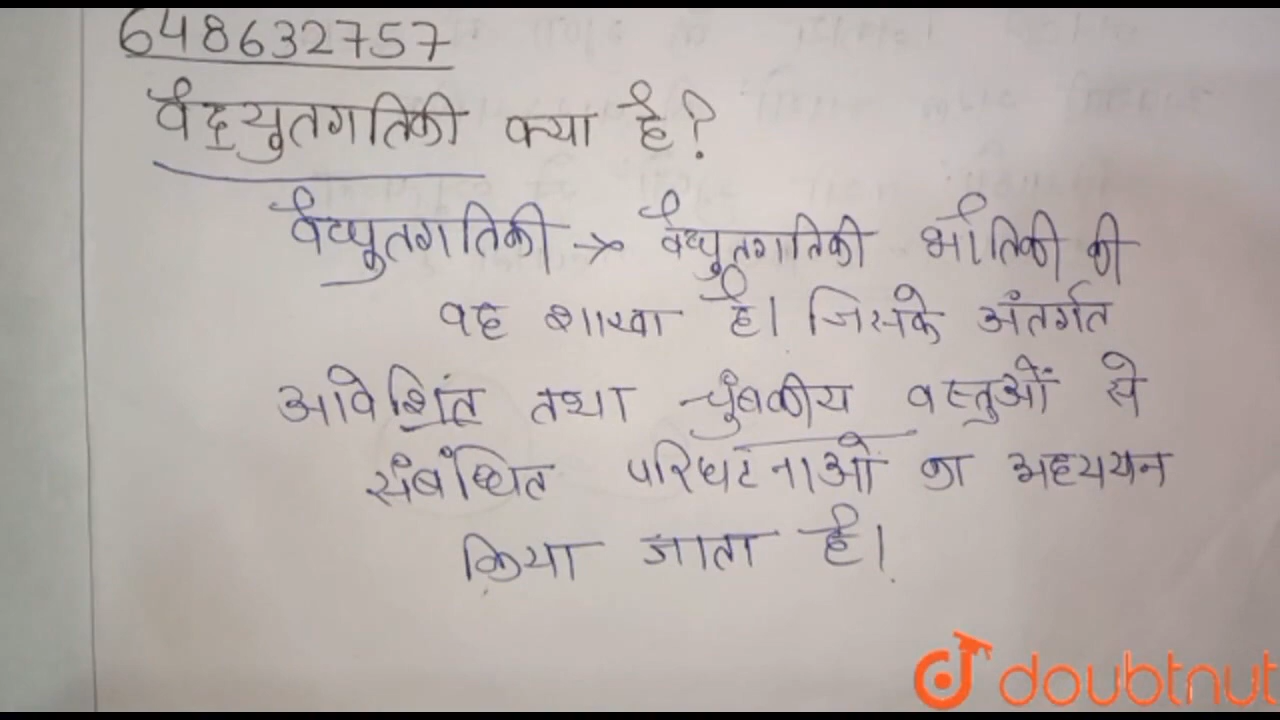 648632757
वैद्युतगतिकी क्या है?
वैद्युतगतिकी → वैद्युतगतिकी भौतिकी की
वह शाखा है। जिसके अंतर्गत
आवेशित तथा चुंबकीय वस्तुओं से
संबंधित परिघटनाओं का अध्ययन
किया जाता है।
doubtnut